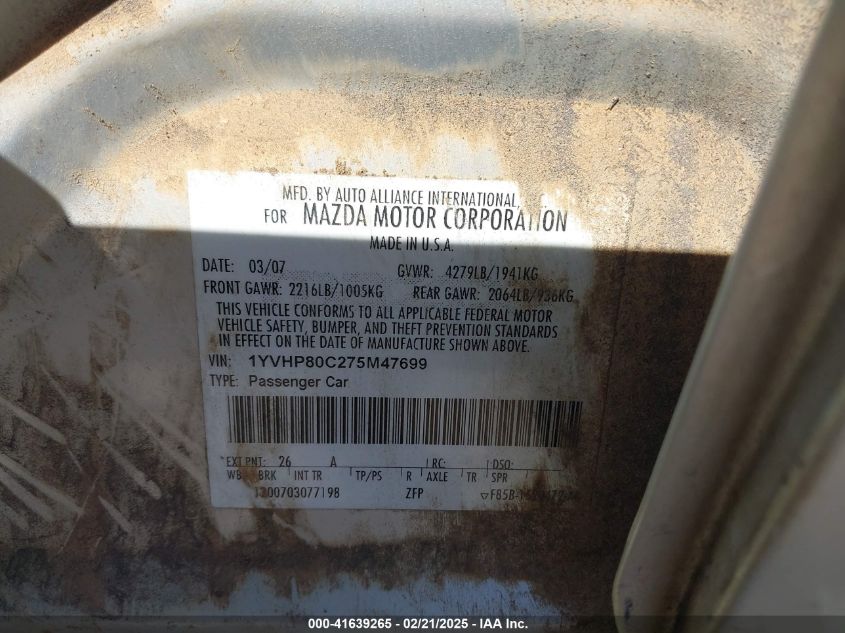 MFD. BY AUTO ALLIANCE INTERNATIONAL,
FOR MAZDA MOTOR CORPORATION
MADE IN U.S.A.
DATE: 03/07 GVWR: 4279LB/1941KG
FRONT GAWR: 2216LB/1005KG REAR GAWR: 2064LB/936KG
THIS VEHICLE CONFORMS TO ALL APPLICABLE FEDERAL MOTOR
VEHICLE SAFETY, BUMPER, AND THEFT PREVENTION STANDARDS
IN EFFECT ON THE DATE OF MANUFACTURE SHOWN ABOVE.
VIN: 1YVHP80C275M47699
TYPE: Passenger Car
EXT PNT: 26 A RC: DSO:
WB BRK INT TR TP/PS R AXLE TR SPR
1200703077198 ZFP
000-41639265 - 02/21/2025 - IAA Inc.